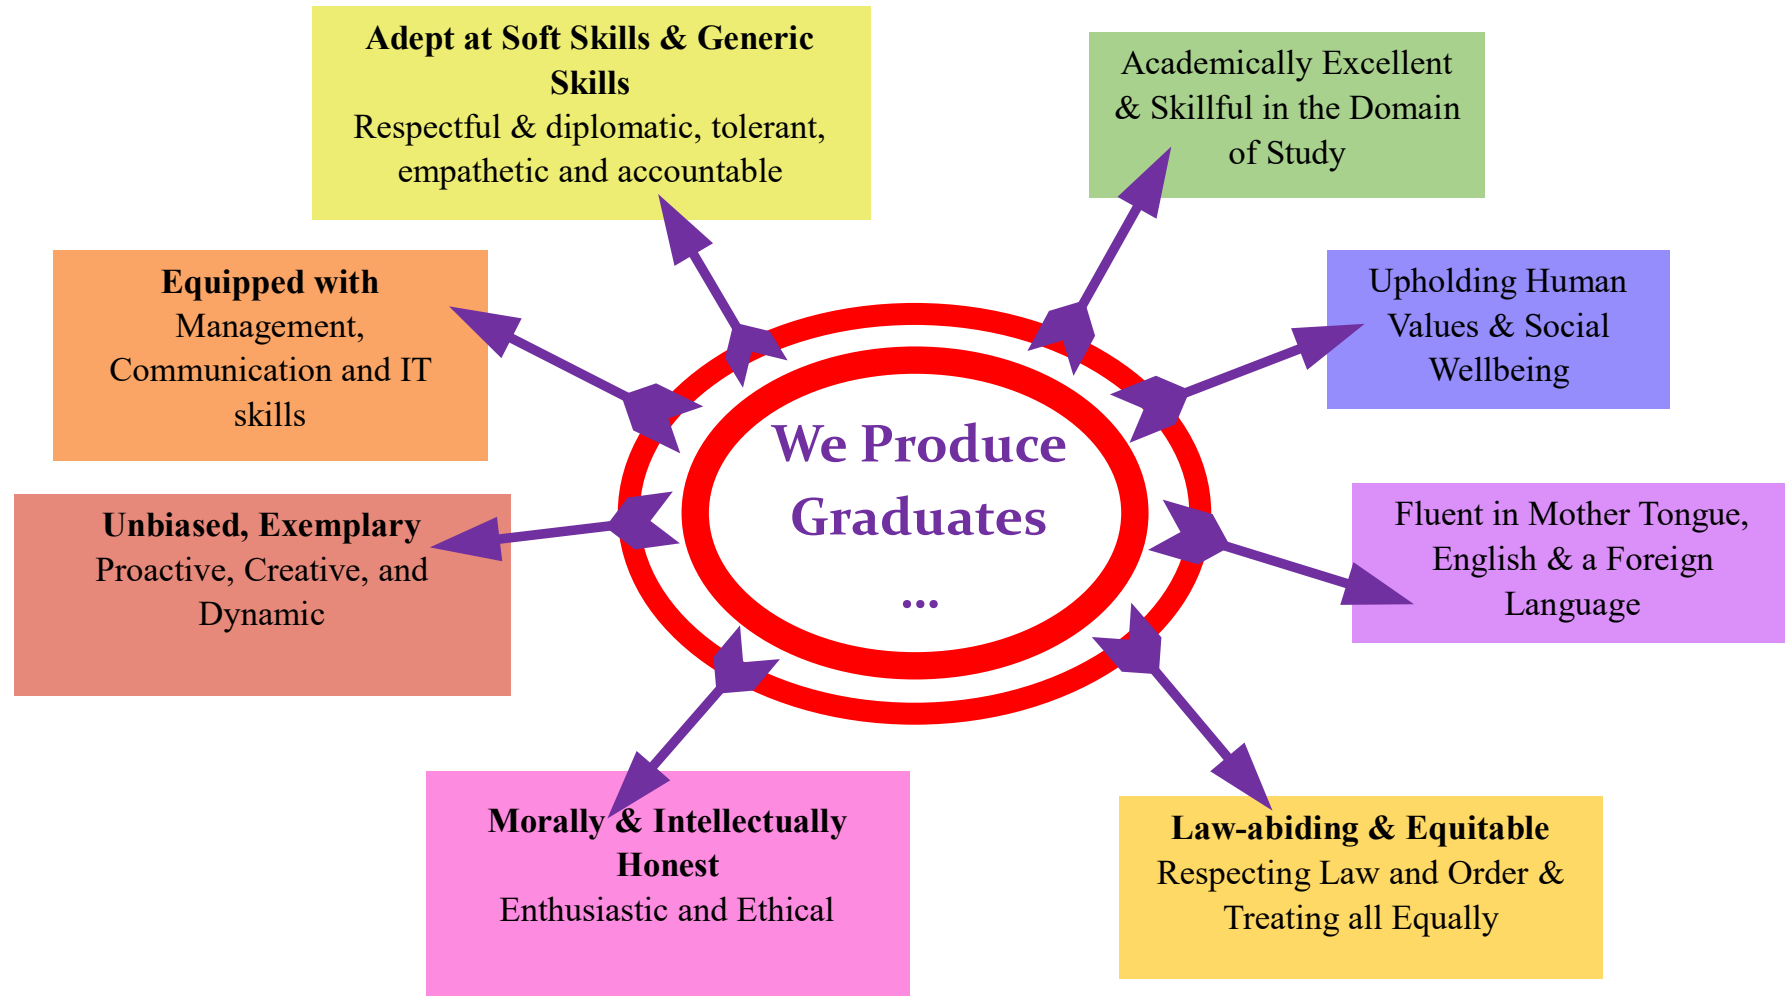 Adept at Soft Skills & Generic
Skills
Respectful & diplomatic, tolerant,
empathetic and accountable
Academically Excellent
& Skillful in the Domain
of Study
Equipped with
Management,
Communication and IT
skills
Upholding Human
Values & Social
Wellbeing
We Produce
Graduates
...
Unbiased, Exemplary
Proactive, Creative, and
Dynamic
Fluent in Mother Tongue,
English & a Foreign
Language
Morally & Intellectually
Honest
Enthusiastic and Ethical
Law-abiding & Equitable
Respecting Law and Order &
Treating all Equally